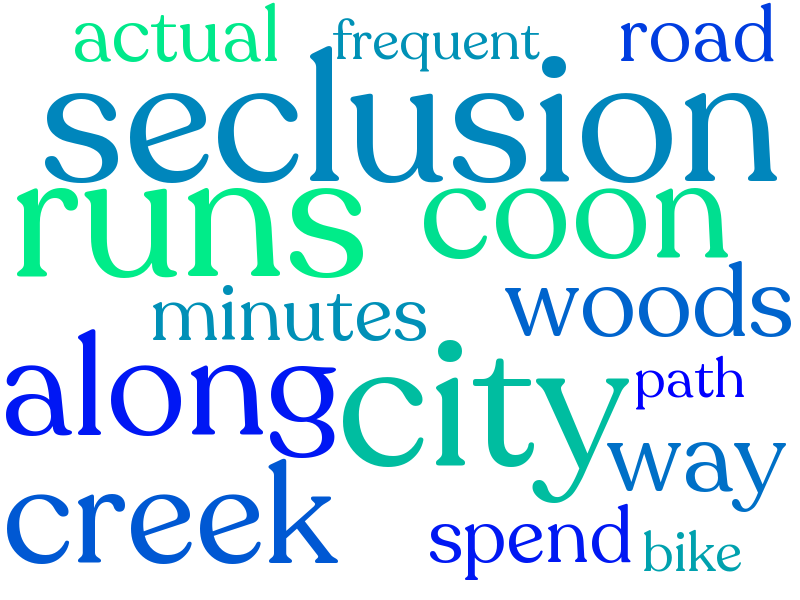 actual frequent road
seclusion
runs coon
minutes woods
along city path
way
creek spend bike